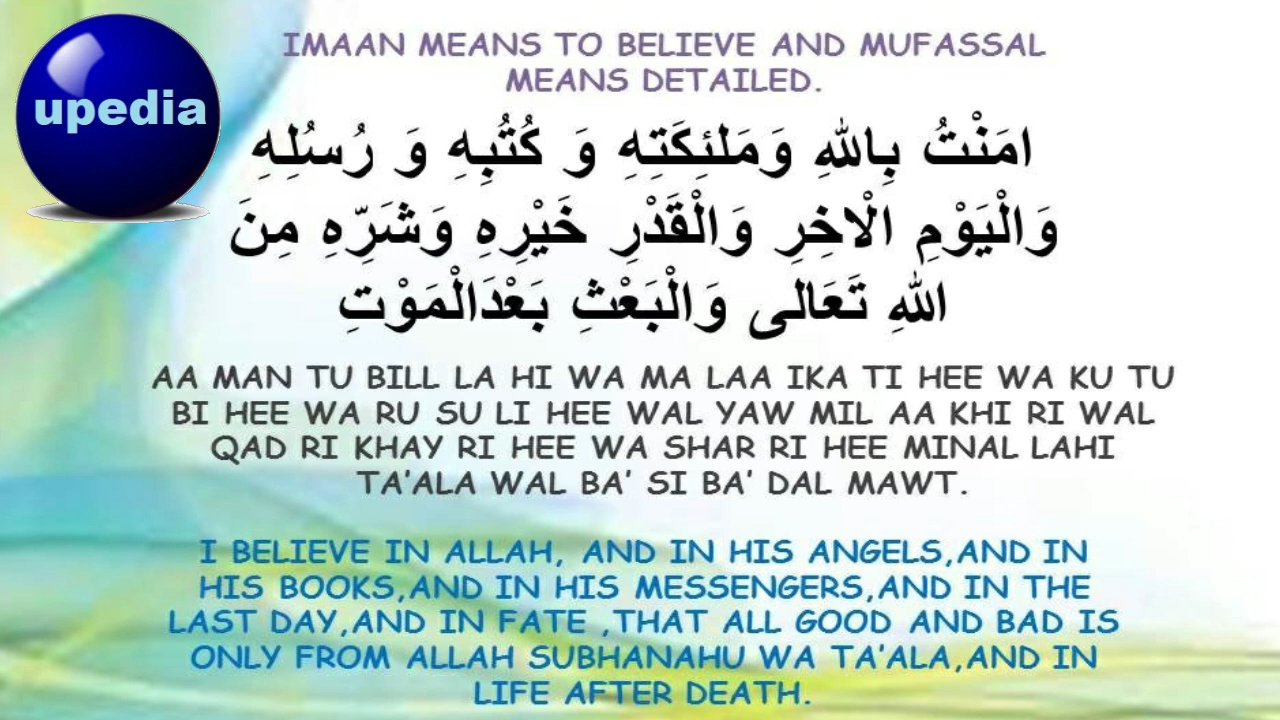 upedia
IMAAN MEANS TO BELIEVE AND MUFASSAL
MEANS DETAILED.
امَنْتُ بِاللهِ وَمَلئِكَتِهِ وَ كُتُبِهِ وَ رُسُلِهِ
وَالْيَوْمِ الْاخِرِ وَالْقَدْرِ خَيْرِهِ وَشَرِّهِ مِنَ
اللهِ تَعَالى وَالْبَعْثِ بَعْدَالْمَوْتِ
AA MAN TU BILL LA HI WA MA LAA IKA TI HEE WA KU TU
BI HEE WA RU SU LI HEE WAL YAW MIL AA KHI RI WAL
QAD RI KHAY RI HEE WA SHAR RI HEE MINAL LAHI
TA’ALA WAL BA’ SI BA’ DAL MAWT.
I BELIEVE IN ALLAH, AND IN HIS ANGELS,AND IN
HIS BOOKS,AND IN HIS MESSENGERS,AND IN THE
LAST DAY,AND IN FATE ,THAT ALL GOOD AND BAD IS
ONLY FROM ALLAH SUBHANAHU WA TA’ALA,AND IN
LIFE AFTER DEATH.